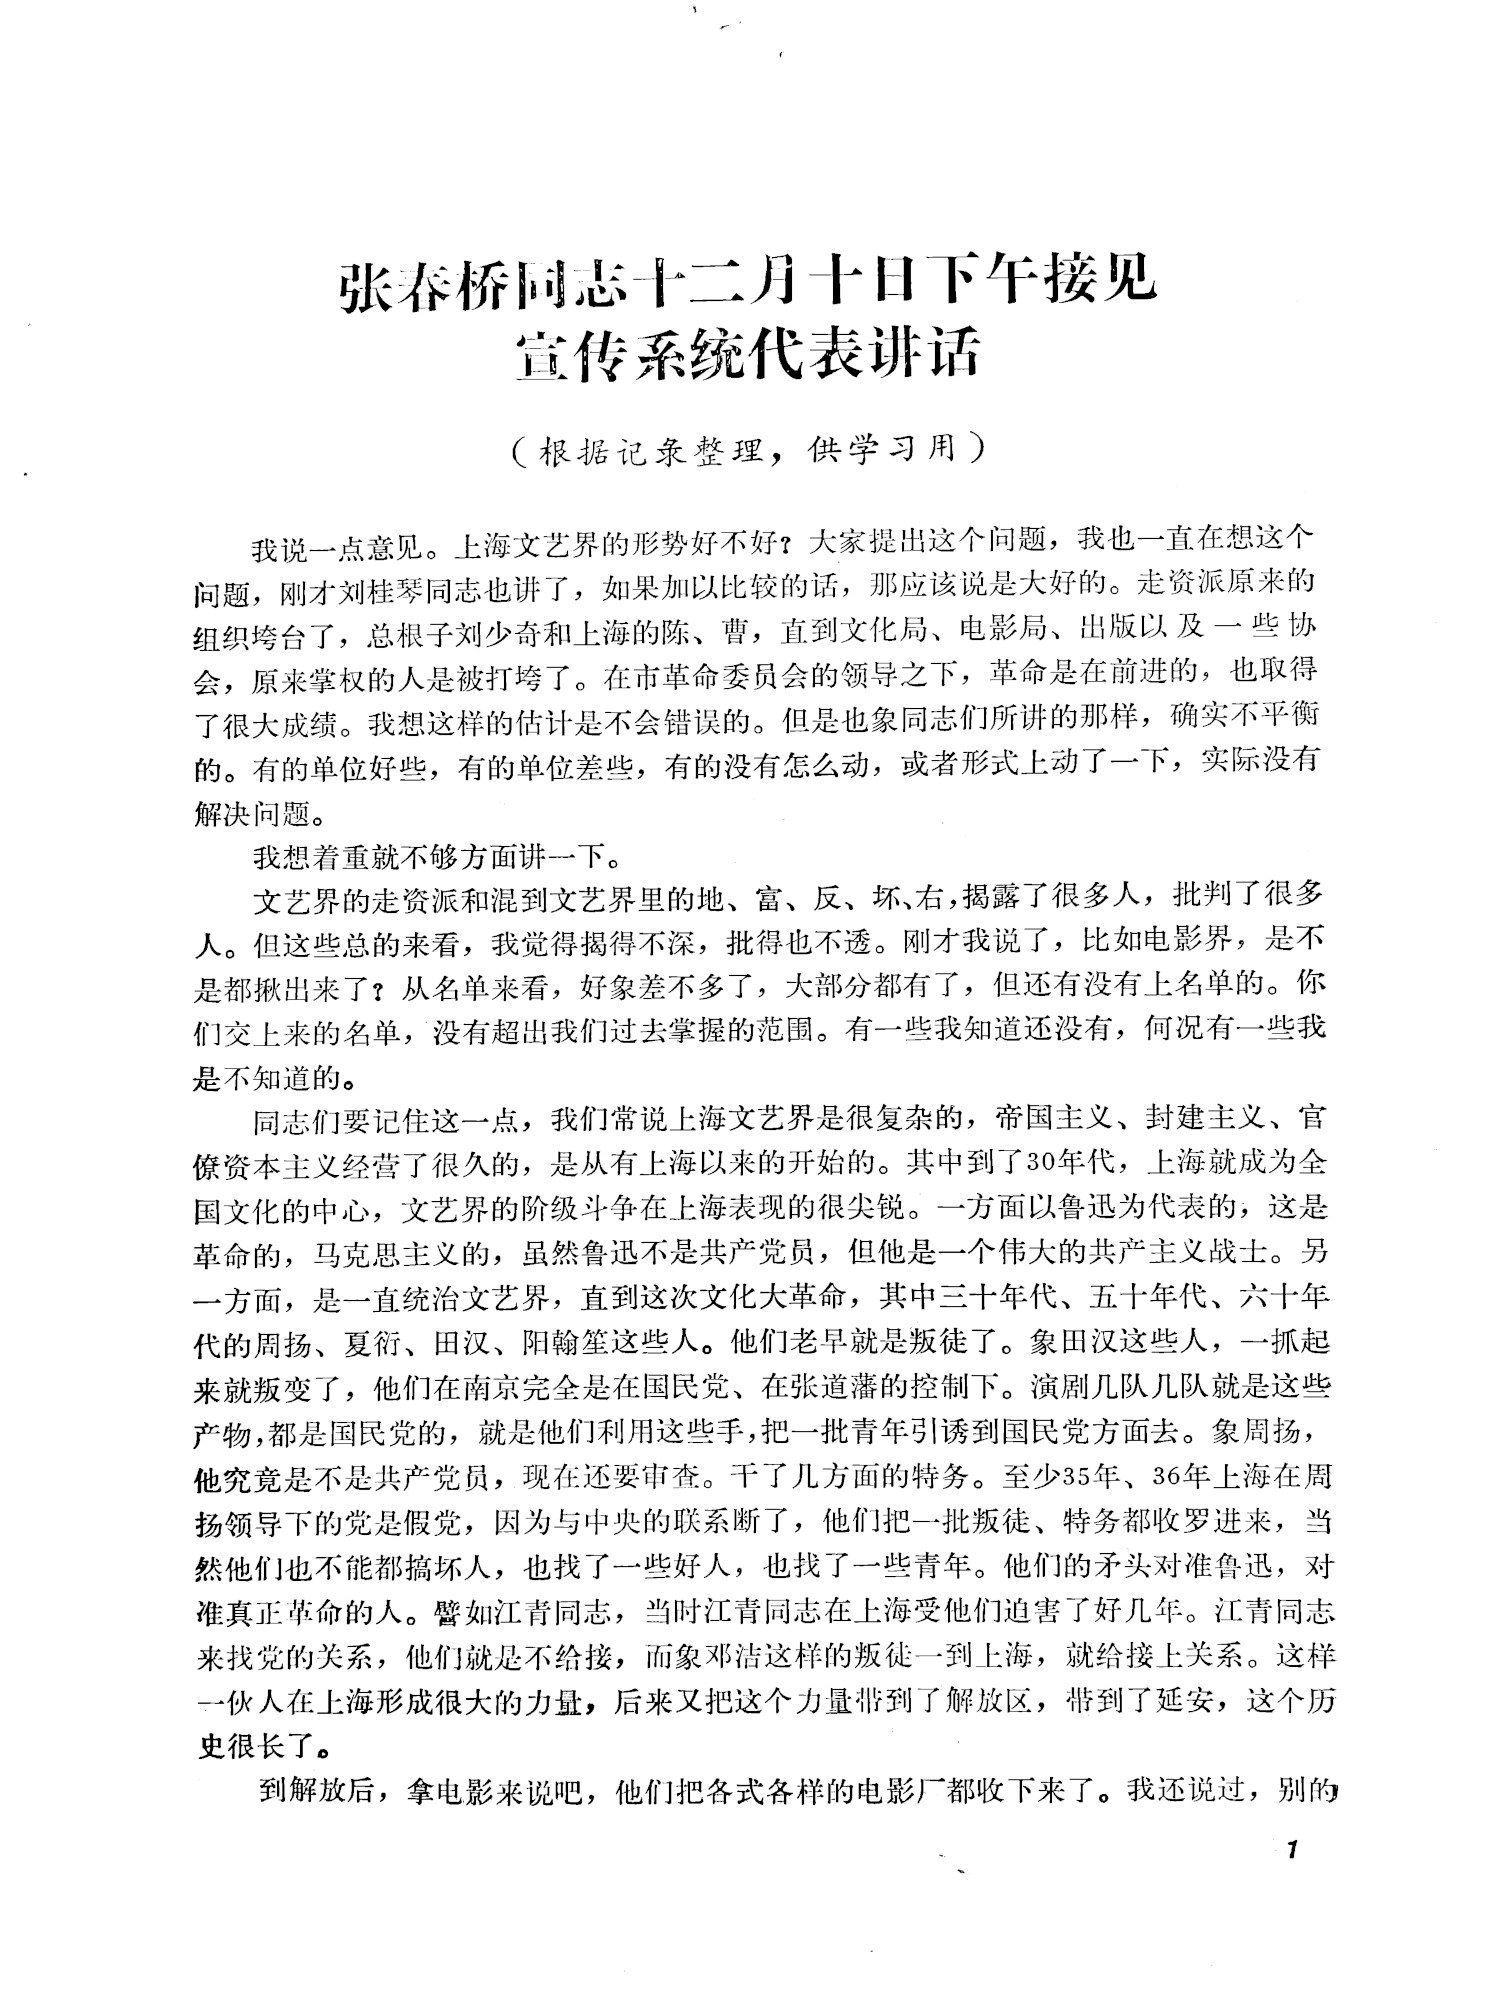 张春桥同志十二月十日下午接见
宣传系统代表讲话
（根据记录整理，供学习用）
我说一点意见。上海文艺界的形势好不好？大家提出这个问题，我也一直在想这个
问题，刚才刘桂琴同志也讲了，如果加以比较的话，那应该说是大好的。走资派原来的
组织垮台了，总根子刘少奇和上海的陈、曹，直到文化局、电影局、出版以及一些协
会，原来掌权的人是被打垮了。在市革命委员会的领导之下，革命是在前进的，也取得
了很大成绩。我想这样的估计是不会错误的。但是也象同志们所讲的那样，确实不平衡
的。有的单位好些，有的单位差些，有的没有怎么动，或者形式上动了一下，实际没有
解决问题。
我想着重就不够方面讲一下。
文艺界的走资派和混到文艺界里的地、富、反、坏、右，揭露了很多人，批判了很多
人。但这些总的来看，我觉得揭得不深，批得也不透。刚才我说了，比如电影界，是不
是都揪出来了？从名单来看，好象差不多了，大部分都有了，但还有没有上名单的。你
们交上来的名单，没有超出我们过去掌握的范围。有一些我知道还没有，何况有一些我
是不知道的。
同志们要记住这一点，我们常说上海文艺界是很复杂的，帝国主义、封建主义、官
僚资本主义经营了很久的，是从有上海以来的开始的。其中到了30年代，上海就成为全
国文化的中心，文艺界的阶级斗争在上海表现的很尖锐。一方面以鲁迅为代表的，这是
革命的，马克思主义的，虽然鲁迅不是共产党员，但他是一个伟大的共产主义战士。另
一方面，是一直统治文艺界，直到这次文化大革命，其中三十年代、五十年代、六十年
代的周扬、夏衍、田汉、阳翰笙这些人。他们老早就是叛徒了。象田汉这些人，一抓起
来就叛变了，他们在南京完全是在国民党、在张道藩的控制下。演剧几队几队就是这些
产物，都是国民党的，就是他们利用这些手，把一批青年引诱到国民党方面去。象周扬，
他究竟是不是共产党员，现在还要审查。干了几方面的特务。至少35年、36年上海在周
扬领导下的党是假党，因为与中央的联系断了，他们把一批叛徒、特务都收罗进来，当
然他们也不能都搞坏人，也找了一些好人，也找了一些青年。他们的矛头对准鲁迅，对
准真正革命的人。譬如江青同志，当时江青同志在上海受他们迫害了好几年。江青同志
来找党的关系，他们就是不给接，而象邓洁这样的叛徒一到上海，就给接上关系。这样
一伙人在上海形成很大的力量，后来又把这个力量带到了解放区，带到了延安，这个历
史很长了。
到解放后，拿电影来说吧，他们把各式各样的电影厂都收下来了。我还说过，别的
1